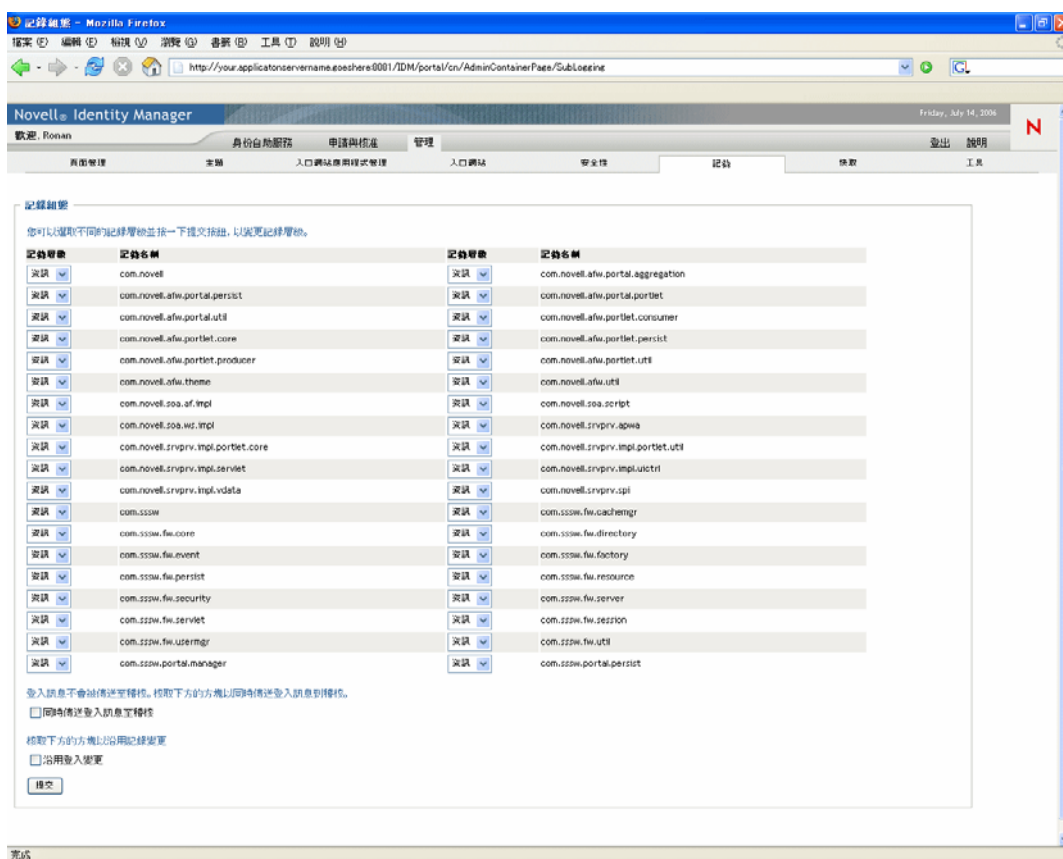 記錄組態 - Mozilla Firefox
檔案(F) 編輯(E) 檢視(V) 瀏覽(G) 書籤(B) 工具(T) 說明(H)
http://your.applicatonservername.goeshere:8081/IDM/portal/cn/AdminContainerPage/SubLogging
Novell® Identity Manager
Friday, July 14, 2006
歡迎, Ronan
身份自助服務 申請與核准 管理
登出 說明
頁面管理 主題 入口網站應用程式管理 入口網站 安全性 記錄 快取 工具
記錄組態
您可以選取不同的記錄層級並按一下提交按鈕, 以變更記錄層級。
記錄層級 記錄名稱 記錄層級 記錄名稱
資訊 com.novell 資訊 com.novell.afw.portal.aggregation
資訊 com.novell.afw.portal.persist 資訊 com.novell.afw.portal.portlet
資訊 com.novell.afw.portal.util 資訊 com.novell.afw.portlet.consumer
資訊 com.novell.afw.portlet.core 資訊 com.novell.afw.portlet.persist
資訊 com.novell.afw.portlet.producer 資訊 com.novell.afw.portlet.util
資訊 com.novell.afw.theme 資訊 com.novell.afw.util
資訊 com.novell.soa.af.impl 資訊 com.novell.soa.script
資訊 com.novell.soa.ws.impl 資訊 com.novell.srvprv.apwa
資訊 com.novell.srvprv.impl.portlet.core 資訊 com.novell.srvprv.impl.portlet.util
資訊 com.novell.srvprv.impl.servlet 資訊 com.novell.srvprv.impl.uictrl
資訊 com.novell.srvprv.impl.vdata 資訊 com.novell.srvprv.spi
資訊 com.sssw 資訊 com.sssw.fw.cachemgr
資訊 com.sssw.fw.core 資訊 com.sssw.fw.directory
資訊 com.sssw.fw.event 資訊 com.sssw.fw.factory
資訊 com.sssw.fw.persist 資訊 com.sssw.fw.resource
資訊 com.sssw.fw.security 資訊 com.sssw.fw.server
資訊 com.sssw.fw.servlet 資訊 com.sssw.fw.session
資訊 com.sssw.fw.usermgr 資訊 com.sssw.fw.util
資訊 com.sssw.portal.manager 資訊 com.sssw.portal.persist
登入訊息不會被傳送至稽核。核取下方的方塊以同時傳送登入訊息到稽核。
同時傳送登入訊息至稽核
核取下方的方塊以沿用記錄變更
沿用登入變更
提交
完成